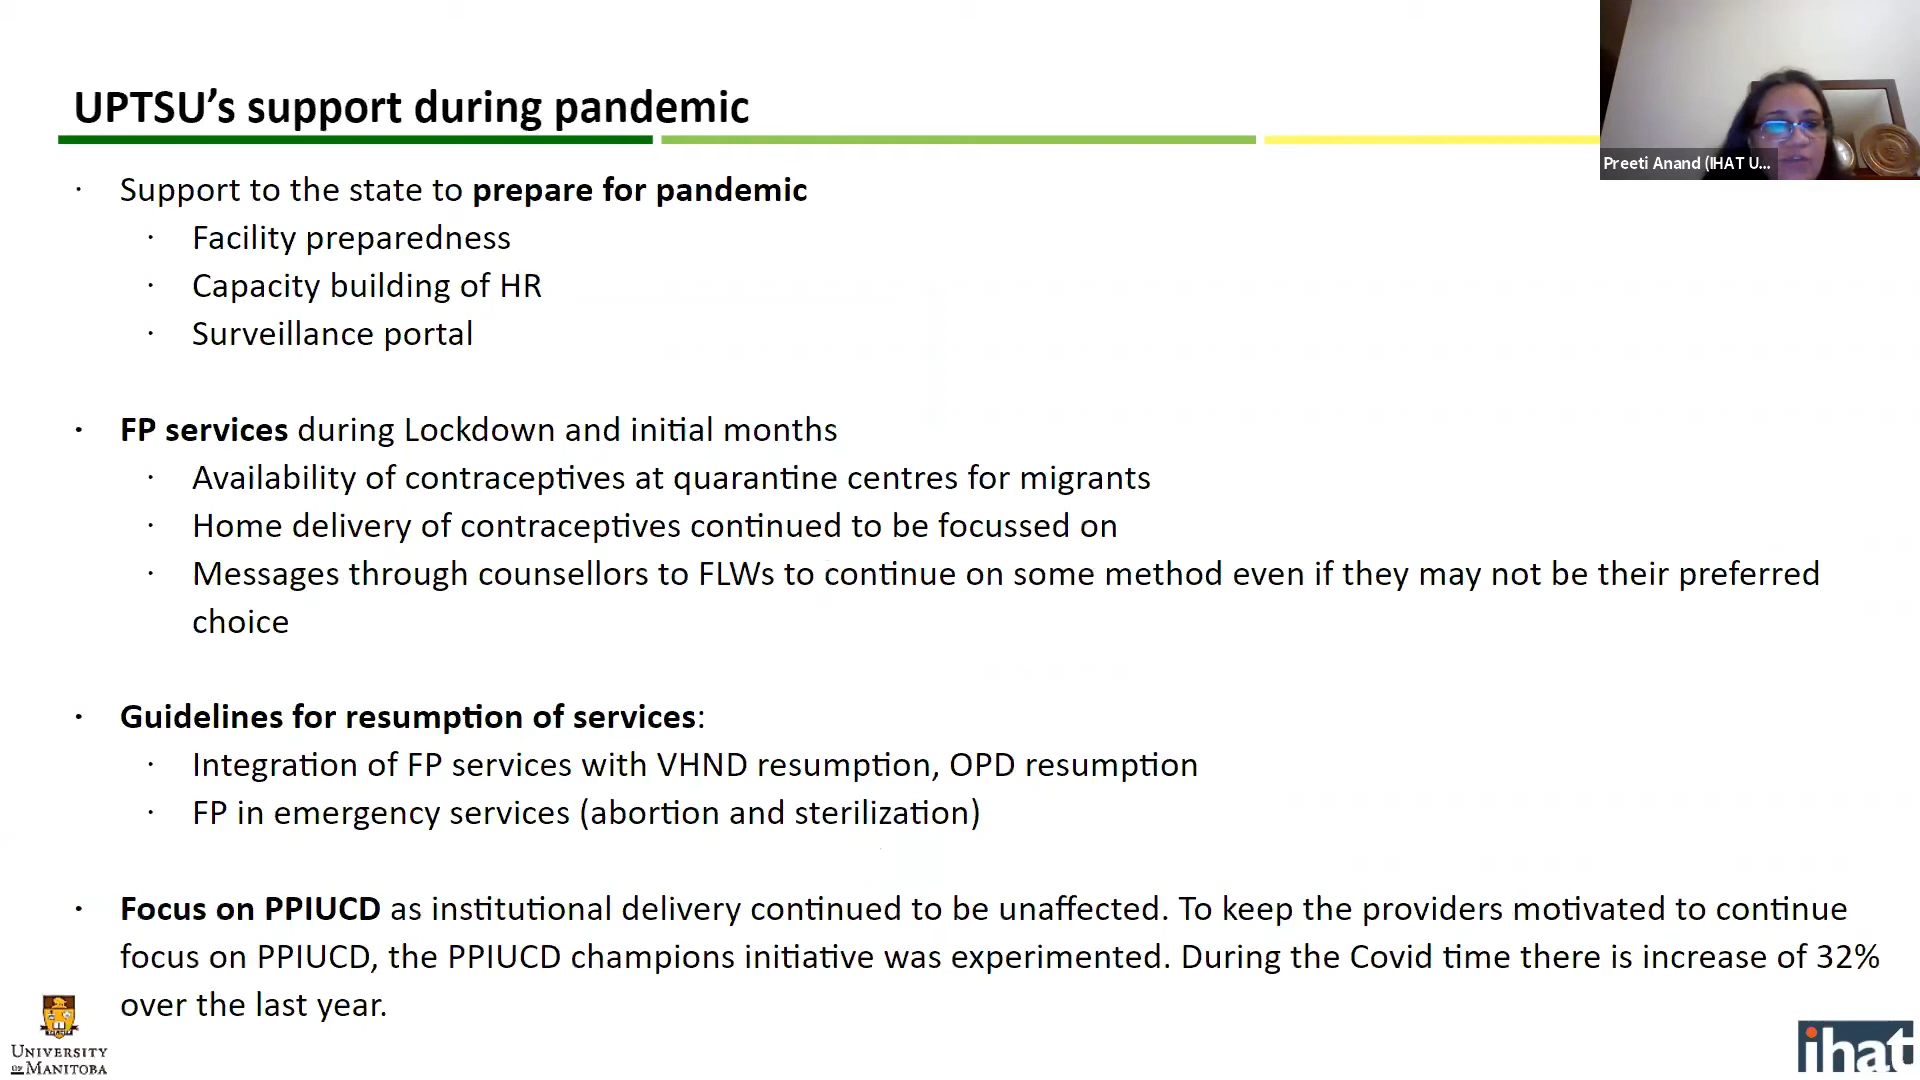 UPTSU’s support during pandemic
Preeti Anand (IHAT U...
· Support to the state to prepare for pandemic
· Facility preparedness
· Capacity building of HR
· Surveillance portal
· FP services during Lockdown and initial months
· Availability of contraceptives at quarantine centres for migrants
· Home delivery of contraceptives continued to be focussed on
· Messages through counsellors to FLWs to continue on some method even if they may not be their preferred
choice
· Guidelines for resumption of services:
· Integration of FP services with VHND resumption, OPD resumption
· FP in emergency services (abortion and sterilization)
· Focus on PPIUCD as institutional delivery continued to be unaffected. To keep the providers motivated to continue
focus on PPIUCD, the PPIUCD champions initiative was experimented. During the Covid time there is increase of 32%
over the last year.
UNIVERSITY
OF MANITOBA
ihat